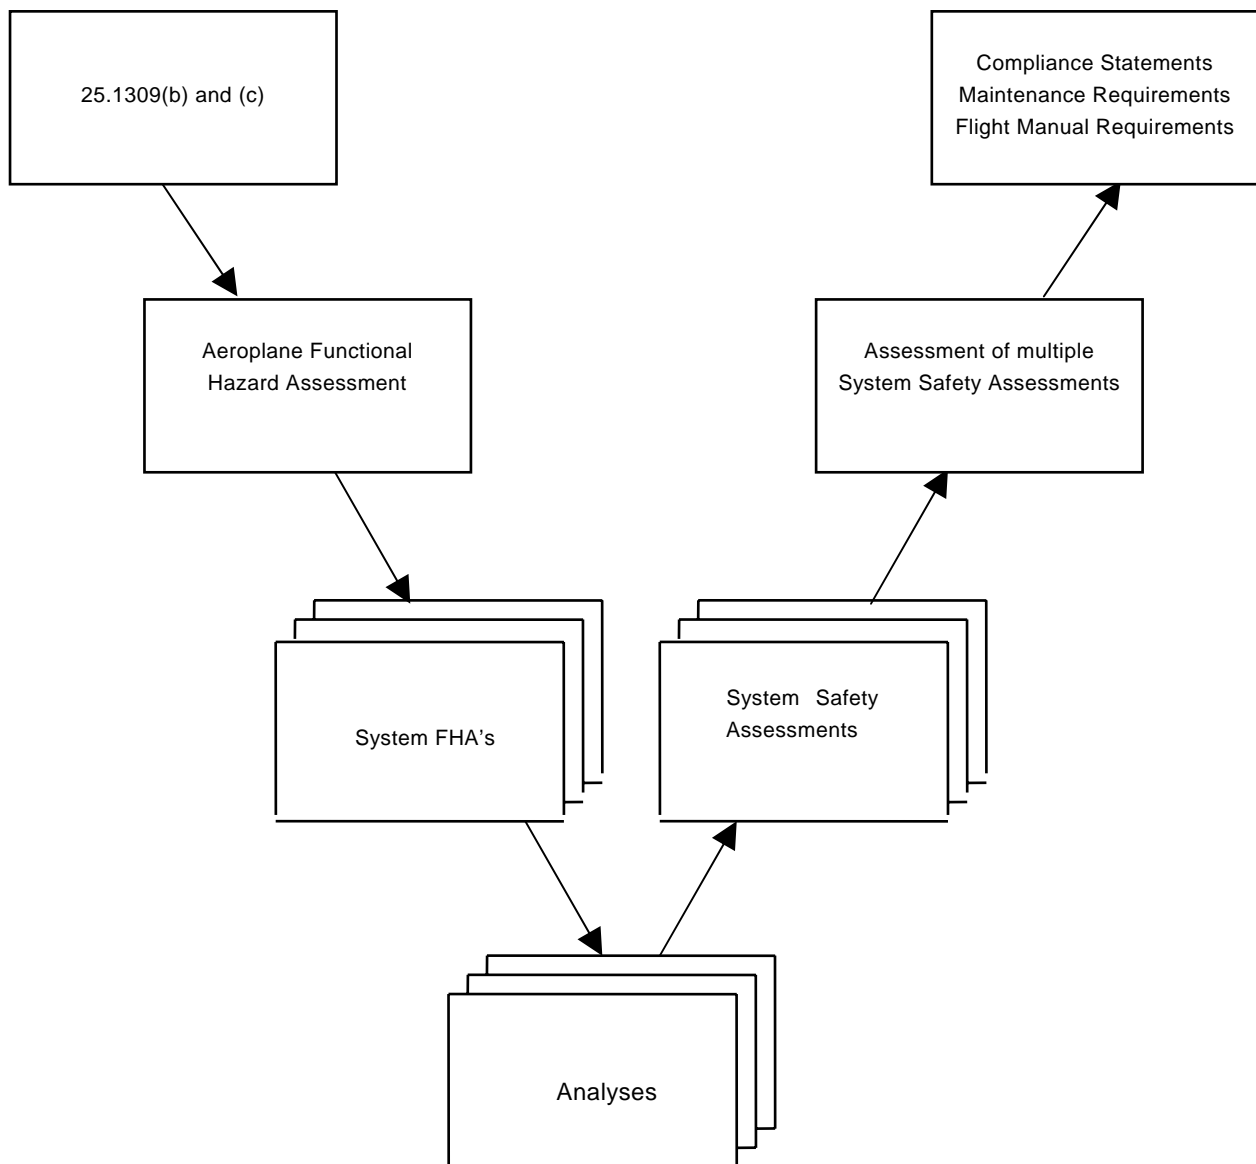 25.1309(b) and (c)
Compliance Statements
Maintenance Requirements
Flight Manual Requirements
Aeroplane Functional
Hazard Assessment
Assessment of multiple
System Safety Assessments
System FHA's
System Safety
Assessments
Analyses